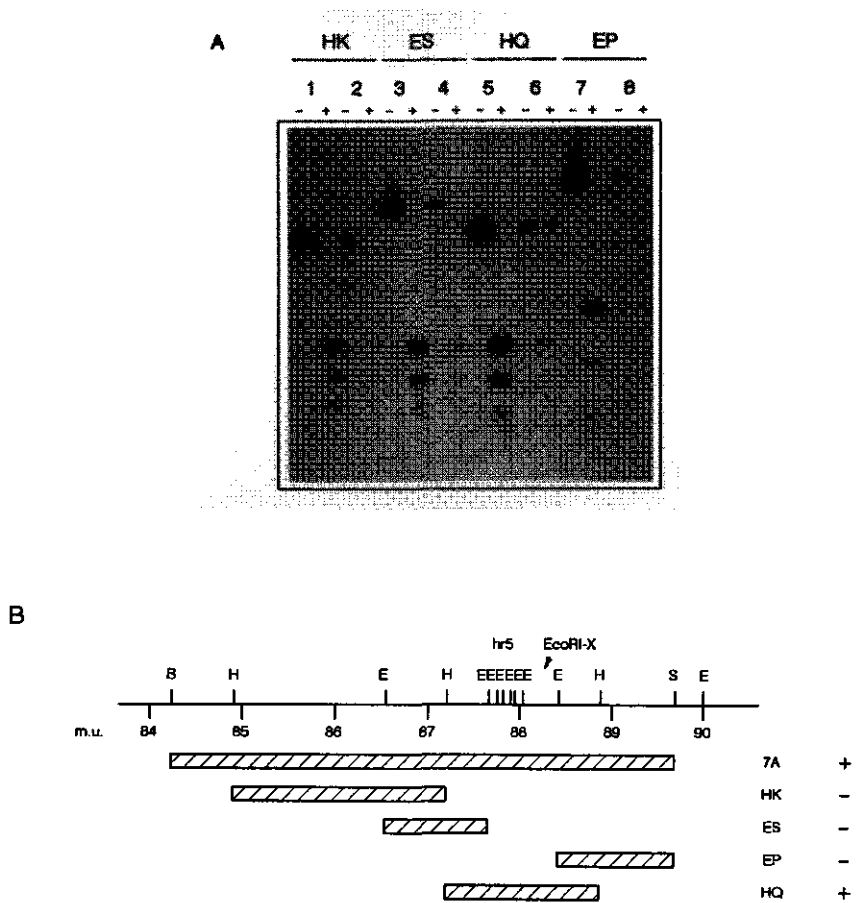 A HK ES HQ EP
1 2 3 4 5 6 7 8
- + - + - + - + - + - + - + - +
B
hr5 EcoRI-X
S H E H EEEEEEE E H S E
m.u. 84 85 86 87 88 89 90
7A +
HK -
ES -
EP -
HQ +